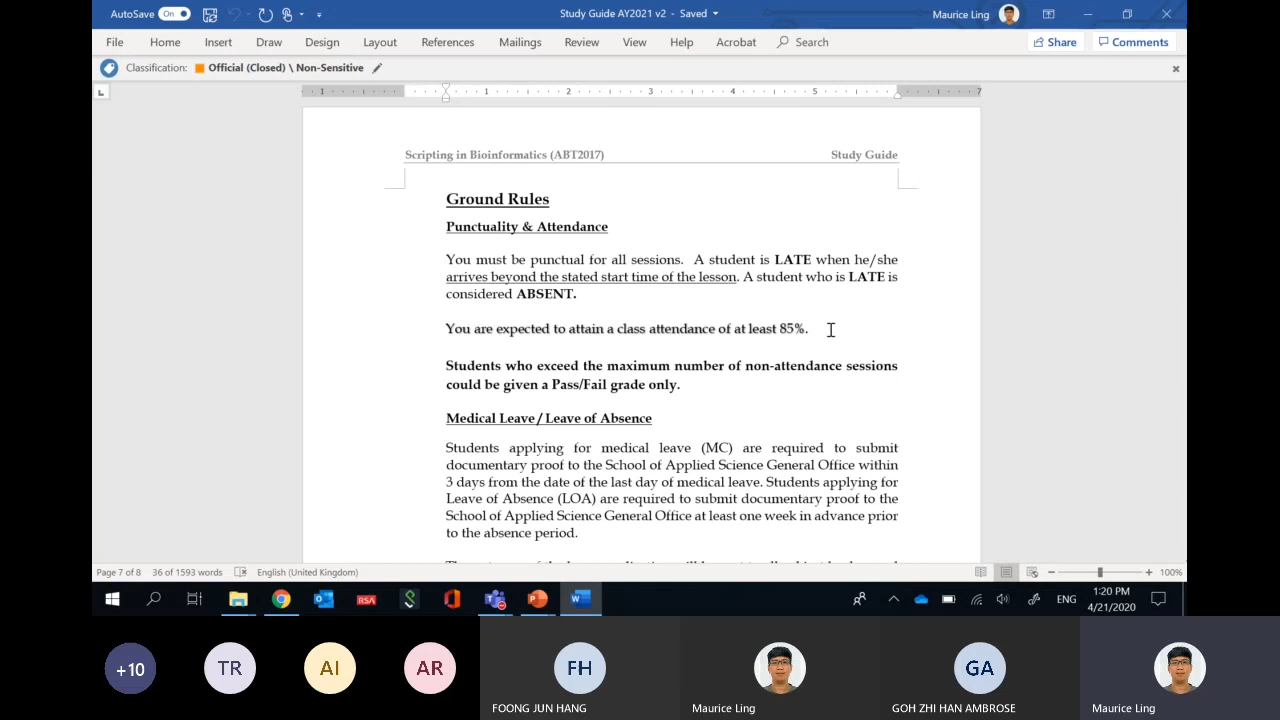 AutoSave On Study Guide AY2021 v2 - Saved Maurice Ling
File Home Insert Draw Design Layout References Mailings Review View Help Acrobat Search Share Comments
Classification: Official (Closed) \ Non-Sensitive
1 1 2 3 4 5 7
Scripting in Bioinformatics (ABT2017) Study Guide
Ground Rules
Punctuality & Attendance
You must be punctual for all sessions. A student is LATE when he/she
arrives beyond the stated start time of the lesson. A student who is LATE is
considered ABSENT.
You are expected to attain a class attendance of at least 85%.
Students who exceed the maximum number of non-attendance sessions
could be given a Pass/Fail grade only.
Medical Leave / Leave of Absence
Students applying for medical leave (MC) are required to submit
documentary proof to the School of Applied Science General Office within
3 days from the date of the last day of medical leave. Students applying for
Leave of Absence (LOA) are required to submit documentary proof to the
School of Applied Science General Office at least one week in advance prior
to the absence period.
Page 7 of 8 36 of 1593 words English (United Kingdom) 100%
RSA ENG 1:20 PM
4/21/2020
+10 TR AI AR FH GA
FOONG JUN HANG Maurice Ling GOH ZHI HAN AMBROSE Maurice Ling